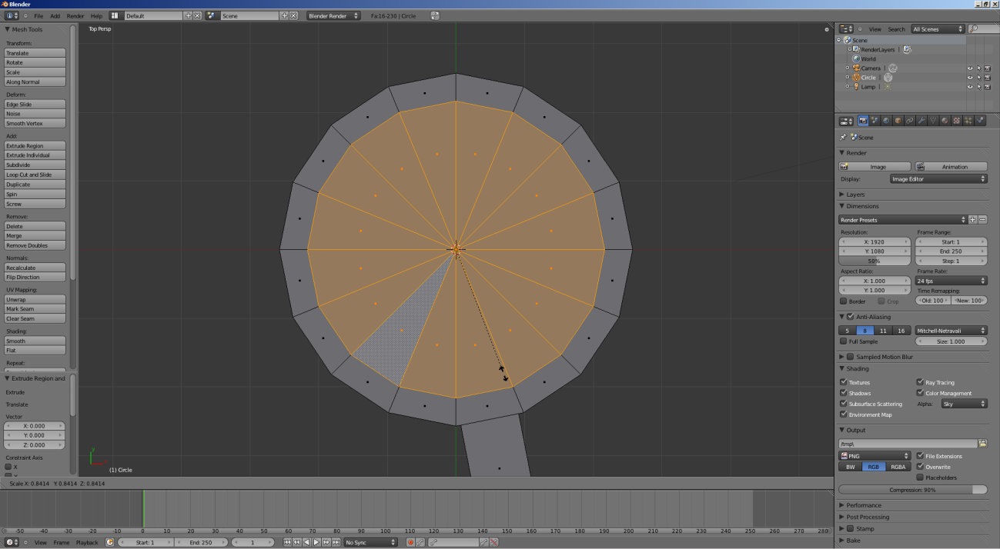 Blender
File Add Render Help Default Scene Blender Render Fa:16-230 | Circle
Mesh Tools
Transform:
Translate
Rotate
Scale
Along Normal
Deform:
Edge Slide
Noise
Smooth Vertex
Add:
Extrude Region
Extrude Individual
Subdivide
Loop Cut and Slide
Duplicate
Spin
Screw
Remove:
Delete
Merge
Remove Doubles
Normals:
Recalculate
Flip Direction
UV Mapping:
Unwrap
Mark Seam
Clear Seam
Shading:
Smooth
Flat
Repeat:
Extrude Region and
Extrude
Translate
Vector
X: 0.000
Y: 0.000
Z: 0.000
Constraint Axis
X
Top Persp
y
(1) Circle
Scale X: 0.8414 Y: 0.8414 Z: 0.8414
-50 -40 -30 -20 -10 0 10 20 30 40 50 60 70 80 90 100 110 120 130 140 150 160 170 180 190 200 210 220 230 240 250 260 270 280
View Frame Playback Start: 1 End: 250 1 No Sync
View Search All Scenes
Scene
RenderLayers |
World
Camera |
Circle |
Lamp |
Scene
Render
Image Animation
Display: Image Editor
Layers
Dimensions
Render Presets
Resolution: Frame Range:
X: 1920 Start: 1
Y: 1080 End: 250
50% Step: 1
Aspect Ratio: Frame Rate:
X: 1.000 24 fps
Y: 1.000 Time Remapping:
Border Crop Old: 100 New: 100
Anti-Aliasing
5 8 11 16 Mitchell-Netravali
Full Sample Size: 1.000
Sampled Motion Blur
Shading
Textures Ray Tracing
Shadows Color Management
Subsurface Scattering Alpha: Sky
Environment Map
Output
/tmp\
PNG File Extensions
BW RGB RGBA Overwrite
Placeholders
Compression: 90%
Performance
Post Processing
Stamp
Bake